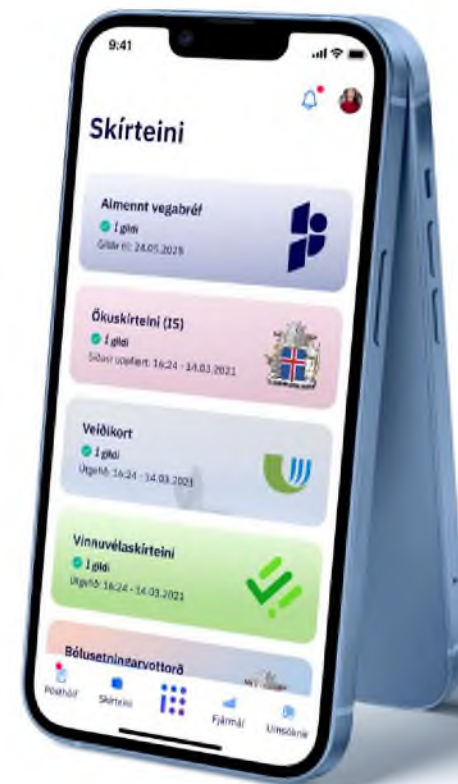 9:41
Skírteini
Almennt vegabréf
Í gildi
Gildir til: 24.05.2029
Ökuskírteini (IS)
Í gildi
Síðast uppfært: 16:24 - 14.03.2021
Veiðikort
Í gildi
Útgefið: 16:24 - 14.03.2021
Vinnuvélaskírteini
Í gildi
Útgefið: 16:24 - 14.03.2021
Bólusetningarvottorð
Pósthólf
Skírteini
Fjármál
Umsóknir